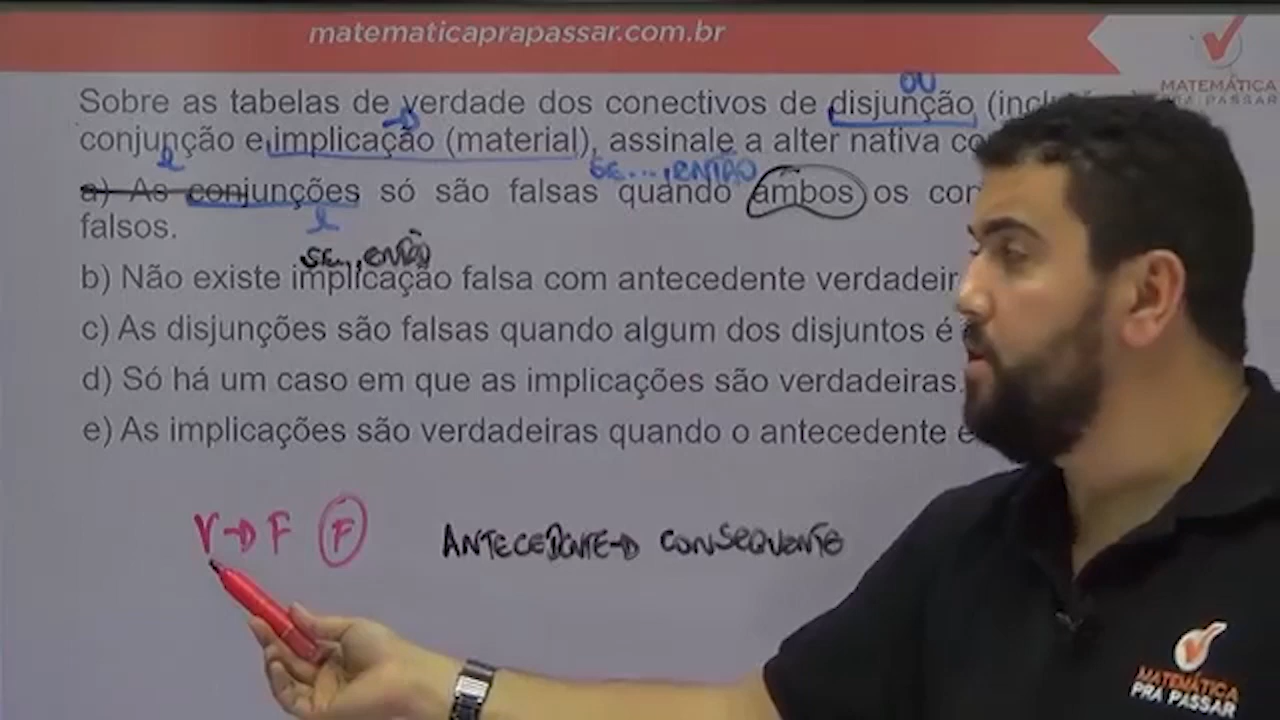 matematicaprapassar.com.br
MATEMÁTICA
PRA PASSAR
OU
Sobre as tabelas de verdade dos conectivos de disjunção
conjunção e implicação (material), assinale a alter nativa
e
SE...,ENTÃO
a) As conjunções só são falsas quando ambos os
falsos.
e
SE..,ENTÃO
b) Não existe implicação falsa com antecedente
c) As disjunções são falsas quando algum dos disjuntos é
d) Só há um caso em que as implicações são verdadeiras.
e) As implicações são verdadeiras quando o antecedente é
V→F F
ANTECEDENTE→ CONSEQUENTE
MATEMÁTICA
PRA PASSAR